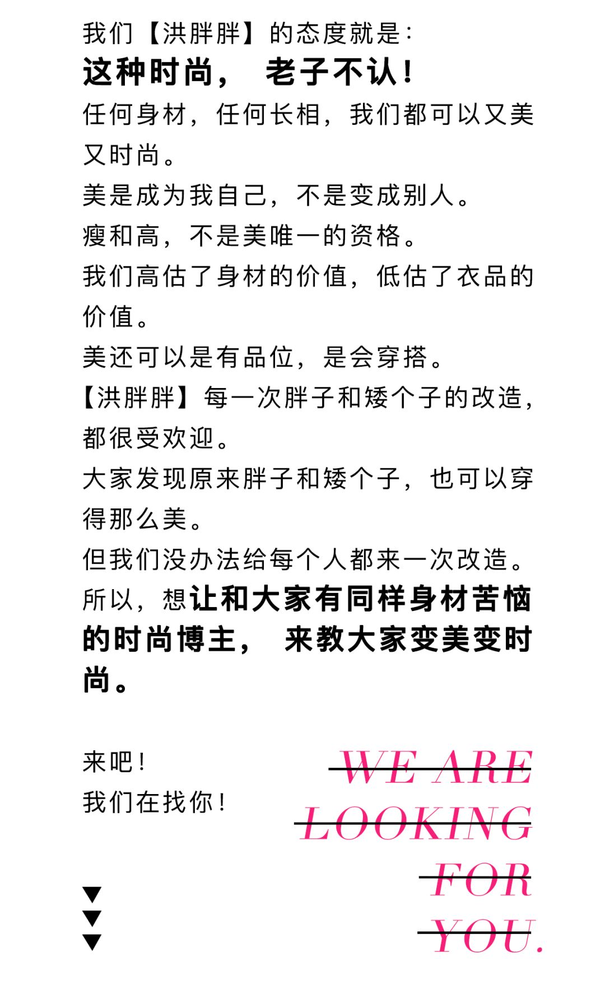 我们【洪胖胖】的态度就是：
这种时尚， 老子不认！
任何身材，任何长相，我们都可以又美
又时尚。
美是成为我自己，不是变成别人。
瘦和高，不是美唯一的资格。
我们高估了身材的价值，低估了衣品的
价值。
美还可以是有品位，是会穿搭。
【洪胖胖】每一次胖子和矮个子的改造，
都很受欢迎。
大家发现原来胖子和矮个子，也可以穿
得那么美。
但我们没办法给每个人都来一次改造。
所以，想让和大家有同样身材苦恼
的时尚博主， 来教大家变美变时
尚。
来吧！
我们在找你！
WE ARE
LOOKING
FOR
YOU.